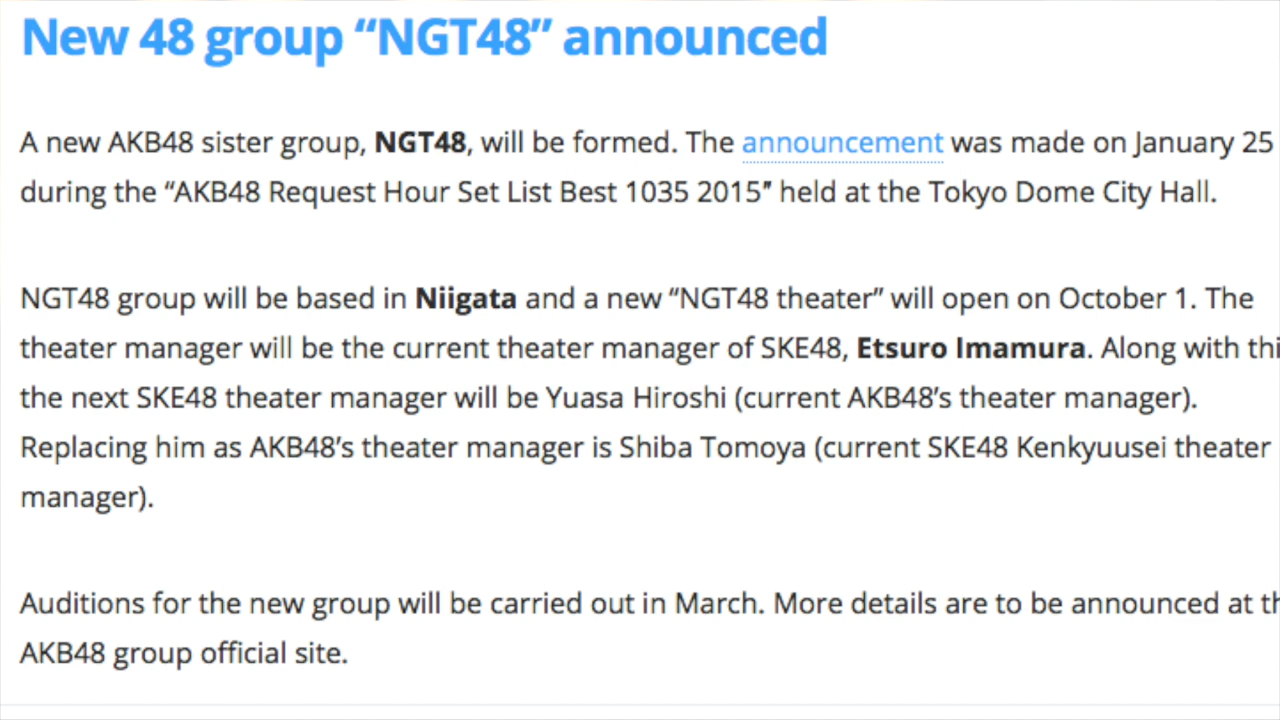 New 48 group “NGT48” announced
A new AKB48 sister group, NGT48, will be formed. The announcement was made on January 25
during the “AKB48 Request Hour Set List Best 1035 2015” held at the Tokyo Dome City Hall.
NGT48 group will be based in Niigata and a new “NGT48 theater” will open on October 1. The
theater manager will be the current theater manager of SKE48, Etsuro Imamura. Along with thi
the next SKE48 theater manager will be Yuasa Hiroshi (current AKB48’s theater manager).
Replacing him as AKB48’s theater manager is Shiba Tomoya (current SKE48 Kenkyuusei theater
manager).
Auditions for the new group will be carried out in March. More details are to be announced at th
AKB48 group official site.